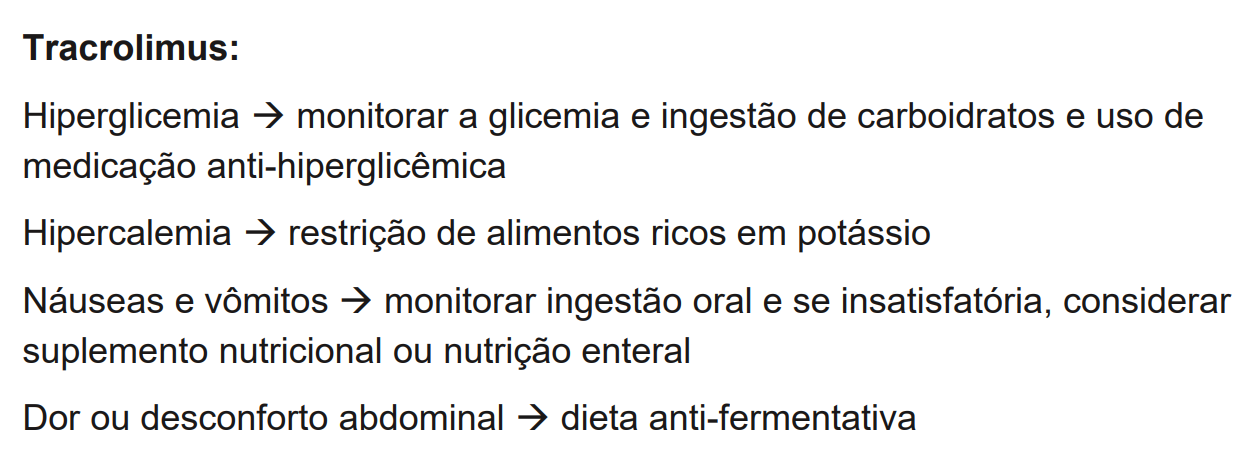 Tracrolimus:
Hiperglicemia → monitorar a glicemia e ingestão de carboidratos e uso de
medicação anti-hiperglicêmica
Hipercalemia → restrição de alimentos ricos em potássio
Náuseas e vômitos → monitorar ingestão oral e se insatisfatória, considerar
suplemento nutricional ou nutrição enteral
Dor ou desconforto abdominal → dieta anti-fermentativa